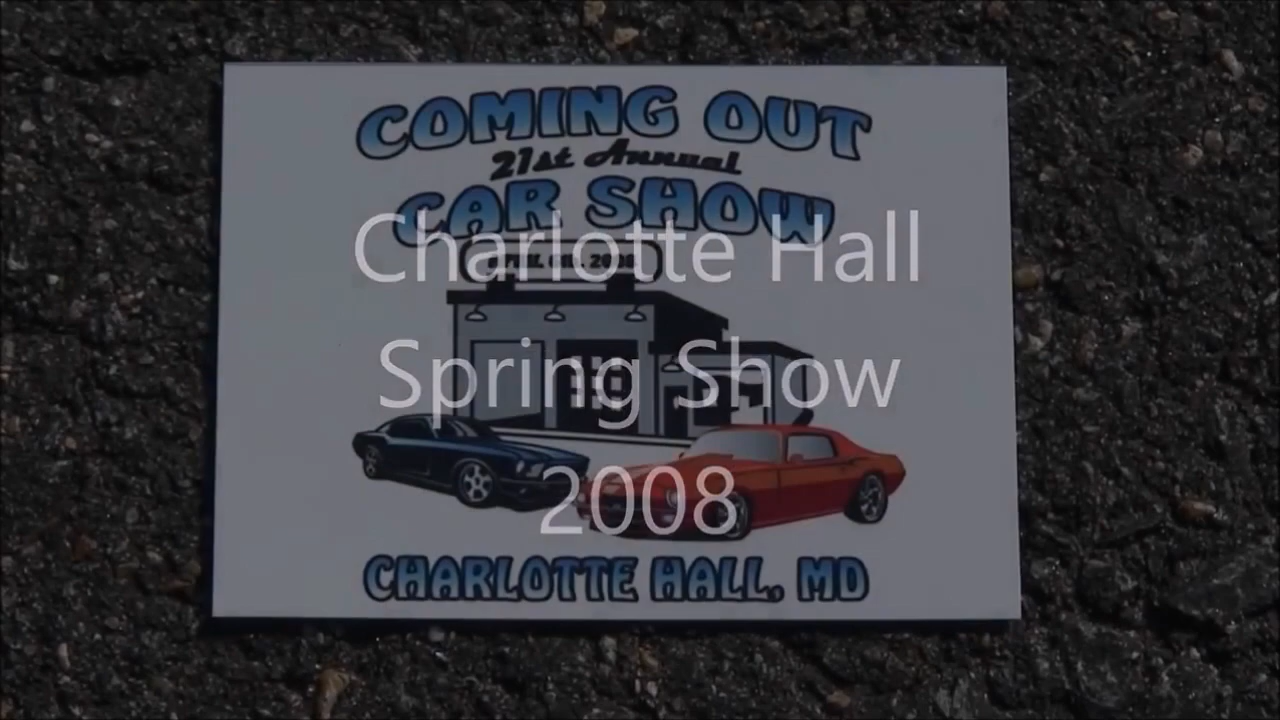 COMING OUT
21st Annual
CAR SHOW
Charlotte Hall
Spring Show
2008
CHARLOTTE HALL, MD